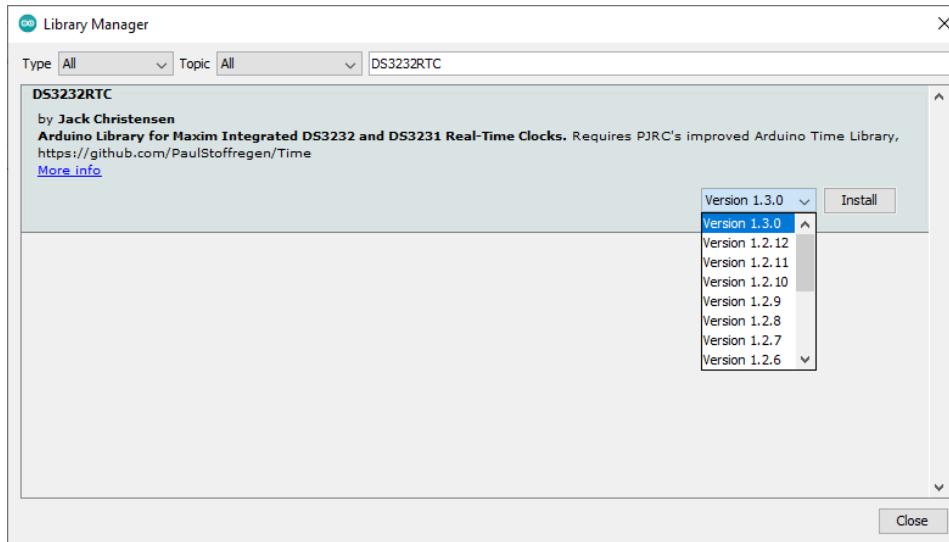 Library Manager
Type All Topic All DS3232RTC
DS3232RTC
by Jack Christensen
Arduino Library for Maxim Integrated DS3232 and DS3231 Real-Time Clocks. Requires PJRC's improved Arduino Time Library,
https://github.com/PaulStoffregen/Time
More info
Version 1.3.0 Install
Version 1.3.0
Version 1.2.12
Version 1.2.11
Version 1.2.10
Version 1.2.9
Version 1.2.8
Version 1.2.7
Version 1.2.6
Close